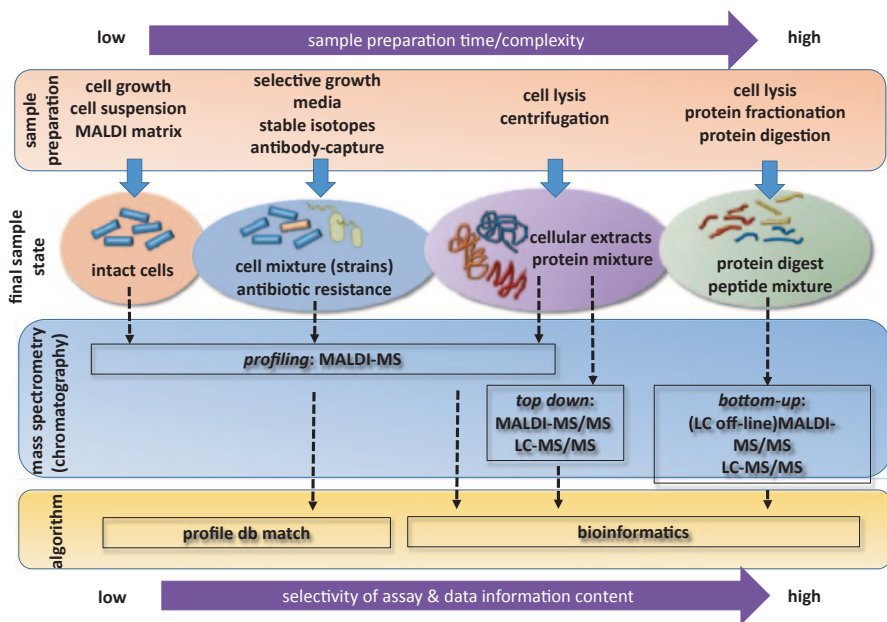 low
sample preparation time/complexity
high
sample
preparation
cell growth
cell suspension
MALDI matrix
selective growth
media
stable isotopes
antibody-capture
cell lysis
centrifugation
cell lysis
protein fractionation
protein digestion
final sample
state
intact cells
cell mixture (strains)
antibiotic resistance
cellular extracts
protein mixture
protein digest
peptide mixture
mass spectrometry
(chromatography)
profiling: MALDI-MS
top down:
MALDI-MS/MS
LC-MS/MS
bottom-up:
(LC off-line)MALDI-
MS/MS
LC-MS/MS
algorithm
profile db match
bioinformatics
low
selectivity of assay & data information content
high